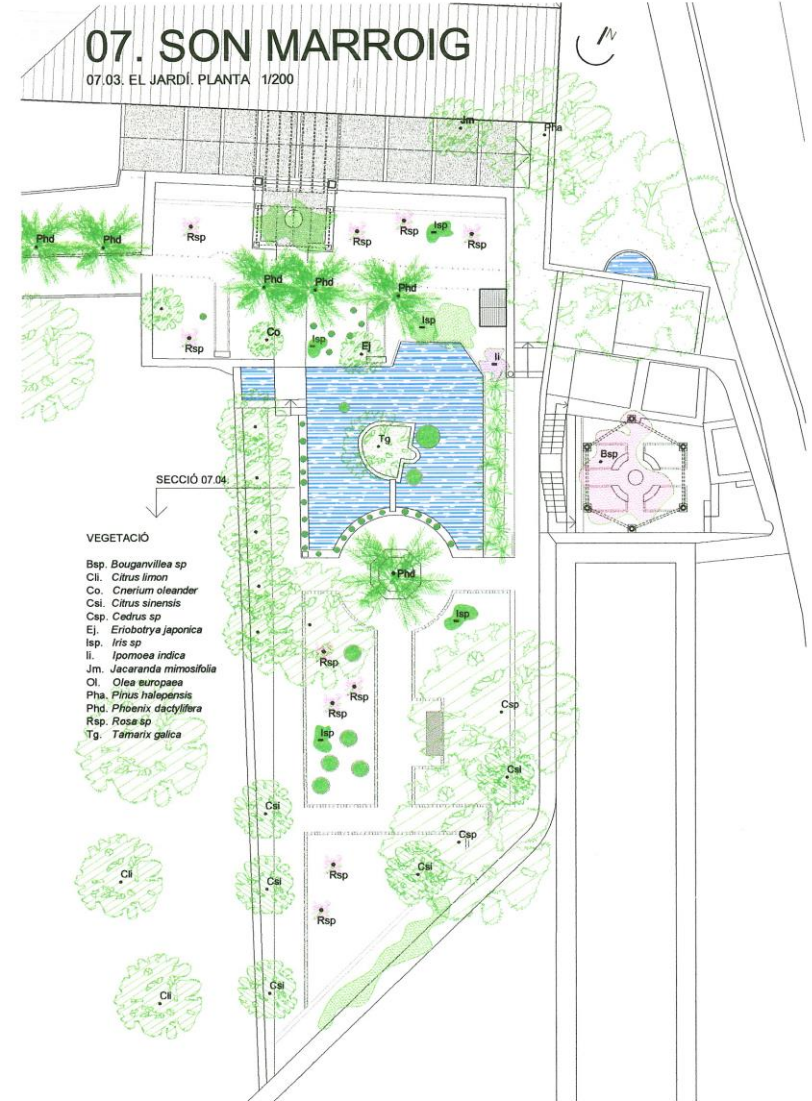 07. SON MARROIG
07.03. EL JARDÍ. PLANTA 1/200
N
Jm
Pha
Phd
Phd
Rsp
Rsp
Rsp
Isp
Rsp
Phd
Phd
Phd
Rsp
Co
Isp
Ej
Isp
Ii
Tg
Bsp
SECCIÓ 07.04
Phd
VEGETACIÓ
Bsp. Bouganvillea sp
Cli. Citrus limon
Co. Cnerium oleander
Csi. Citrus sinensis
Csp. Cedrus sp
Ej. Eriobotrya japonica
Isp. Iris sp
Ii. Ipomoea indica
Jm. Jacaranda mimosifolia
Ol. Olea europaea
Pha. Pinus halepensis
Phd. Phoenix dactylifera
Rsp. Rosa sp
Tg. Tamarix galica
Isp
Rsp
Rsp
Rsp
Csp
Isp
Csi
Csi
Csp
Rsp
Csi
Cli
Csi
Rsp
Csi
Cli